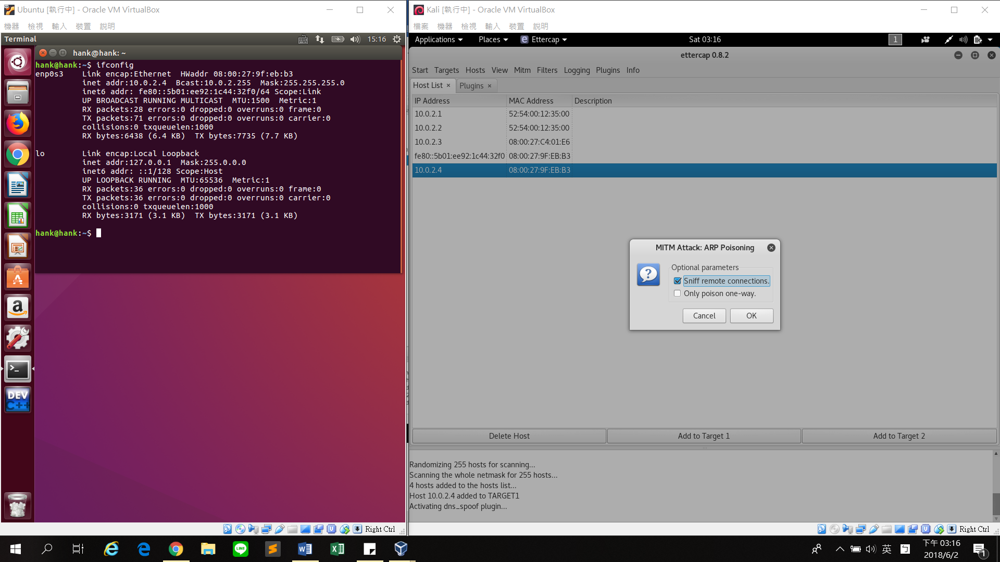 Ubuntu [執行中] - Oracle VM VirtualBox
機器 檢視 輸入 裝置 說明
Terminal
15:16
hank@hank: ~
hank@hank:~$ ifconfig
enp0s3    Link encap:Ethernet  HWaddr 08:00:27:9f:eb:b3
          inet addr:10.0.2.4  Bcast:10.0.2.255  Mask:255.255.255.0
          inet6 addr: fe80::5b01:ee92:1c44:32f0/64 Scope:Link
          UP BROADCAST RUNNING MULTICAST  MTU:1500  Metric:1
          RX packets:28 errors:0 dropped:0 overruns:0 frame:0
          TX packets:71 errors:0 dropped:0 overruns:0 carrier:0
          collisions:0 txqueuelen:1000
          RX bytes:6438 (6.4 KB)  TX bytes:7735 (7.7 KB)
lo        Link encap:Local Loopback
          inet addr:127.0.0.1  Mask:255.0.0.0
          inet6 addr: ::1/128 Scope:Host
          UP LOOPBACK RUNNING  MTU:65536  Metric:1
          RX packets:36 errors:0 dropped:0 overruns:0 frame:0
          TX packets:36 errors:0 dropped:0 overruns:0 carrier:0
          collisions:0 txqueuelen:1000
          RX bytes:3171 (3.1 KB)  TX bytes:3171 (3.1 KB)
hank@hank:~$
a
DEV
C++
Right Ctrl
Kali [執行中] - Oracle VM VirtualBox
檔案 機器 檢視 輸入 裝置 說明
Applications Places Ettercap Sat 03:16 1
ettercap 0.8.2
Start Targets Hosts View Mitm Filters Logging Plugins Info
Host List × Plugins ×
IP Address MAC Address Description
10.0.2.1 52:54:00:12:35:00
10.0.2.2 52:54:00:12:35:00
10.0.2.3 08:00:27:C4:01:E6
fe80::5b01:ee92:1c44:32f0 08:00:27:9F:EB:B3
10.0.2.4 08:00:27:9F:EB:B3
MITM Attack: ARP Poisoning
Optional parameters
Sniff remote connections.
Only poison one-way.
Cancel OK
Delete Host Add to Target 1 Add to Target 2
Randomizing 255 hosts for scanning...
Scanning the whole netmask for 255 hosts...
4 hosts added to the hosts list...
Host 10.0.2.4 added to TARGET1
Activating dns_spoof plugin...
Right Ctrl
LINE
英
下午 03:16
2018/6/2
1